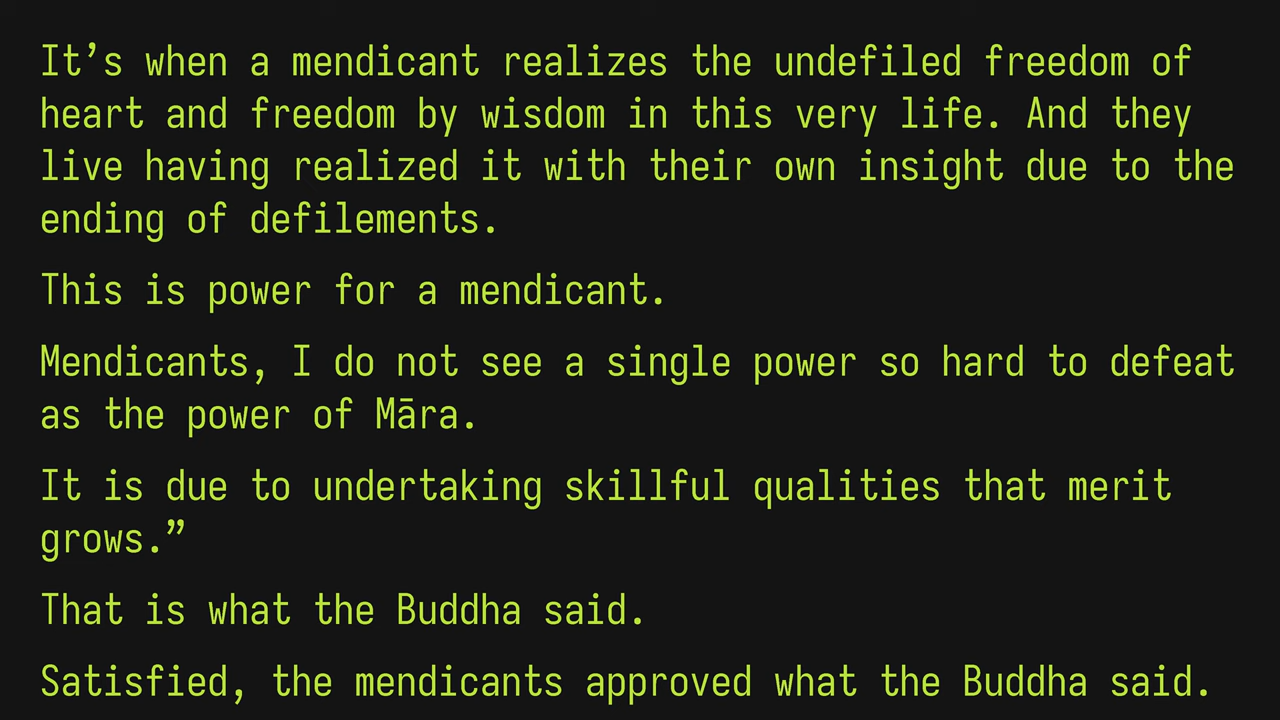 It’s when a mendicant realizes the undefiled freedom of
heart and freedom by wisdom in this very life. And they
live having realized it with their own insight due to the
ending of defilements.
This is power for a mendicant.
Mendicants, I do not see a single power so hard to defeat
as the power of Māra.
It is due to undertaking skillful qualities that merit
grows.”
That is what the Buddha said.
Satisfied, the mendicants approved what the Buddha said.